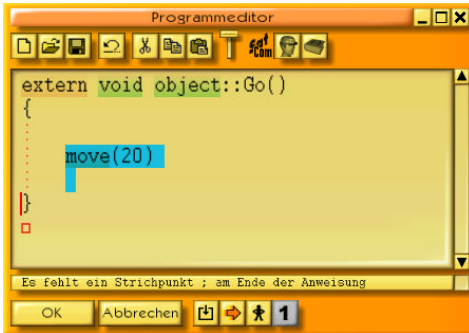 Programmeditor
extern void object::Go()
{
move(20)
}
Es fehlt ein Strichpunkt ; am Ende der Anweisung
OK Abbrechen 1